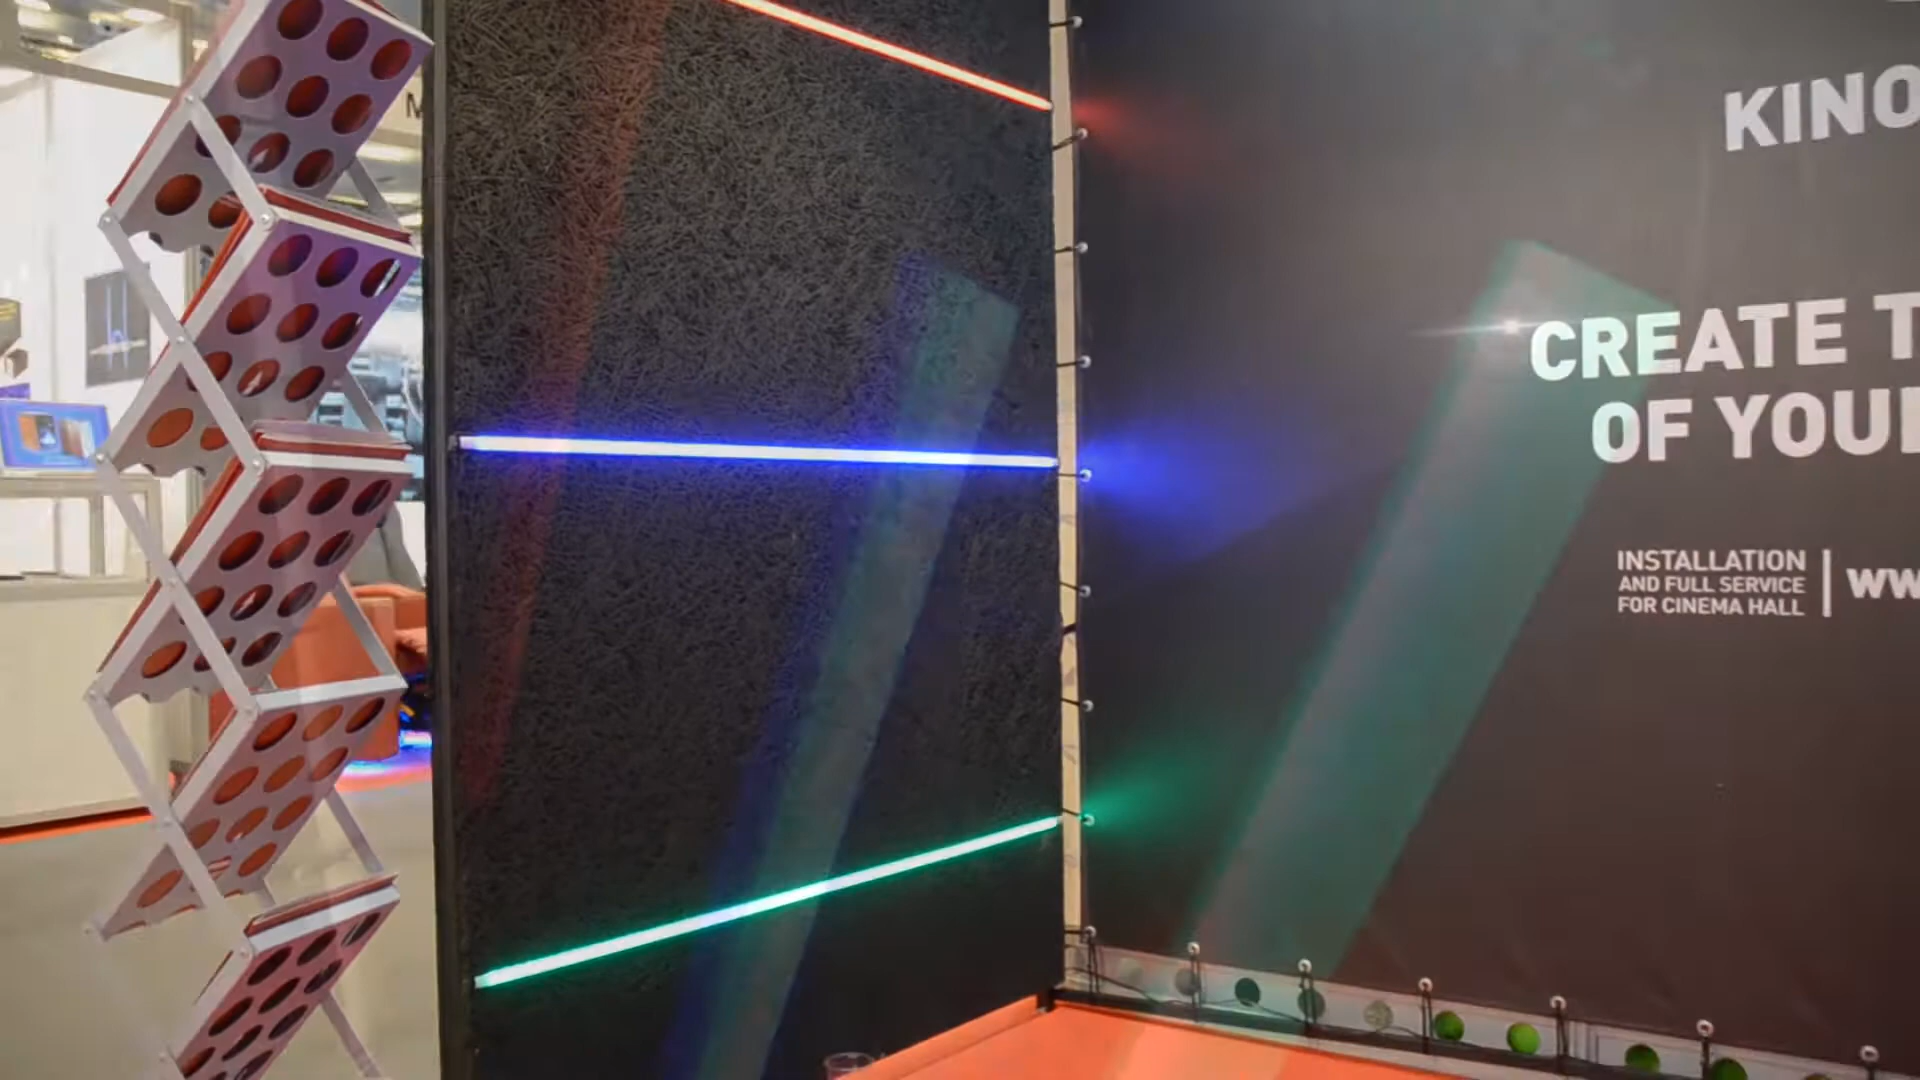 KINO
CREATE T
OF YOU
INSTALLATION
AND FULL SERVICE
FOR CINEMA HALL
WW
M